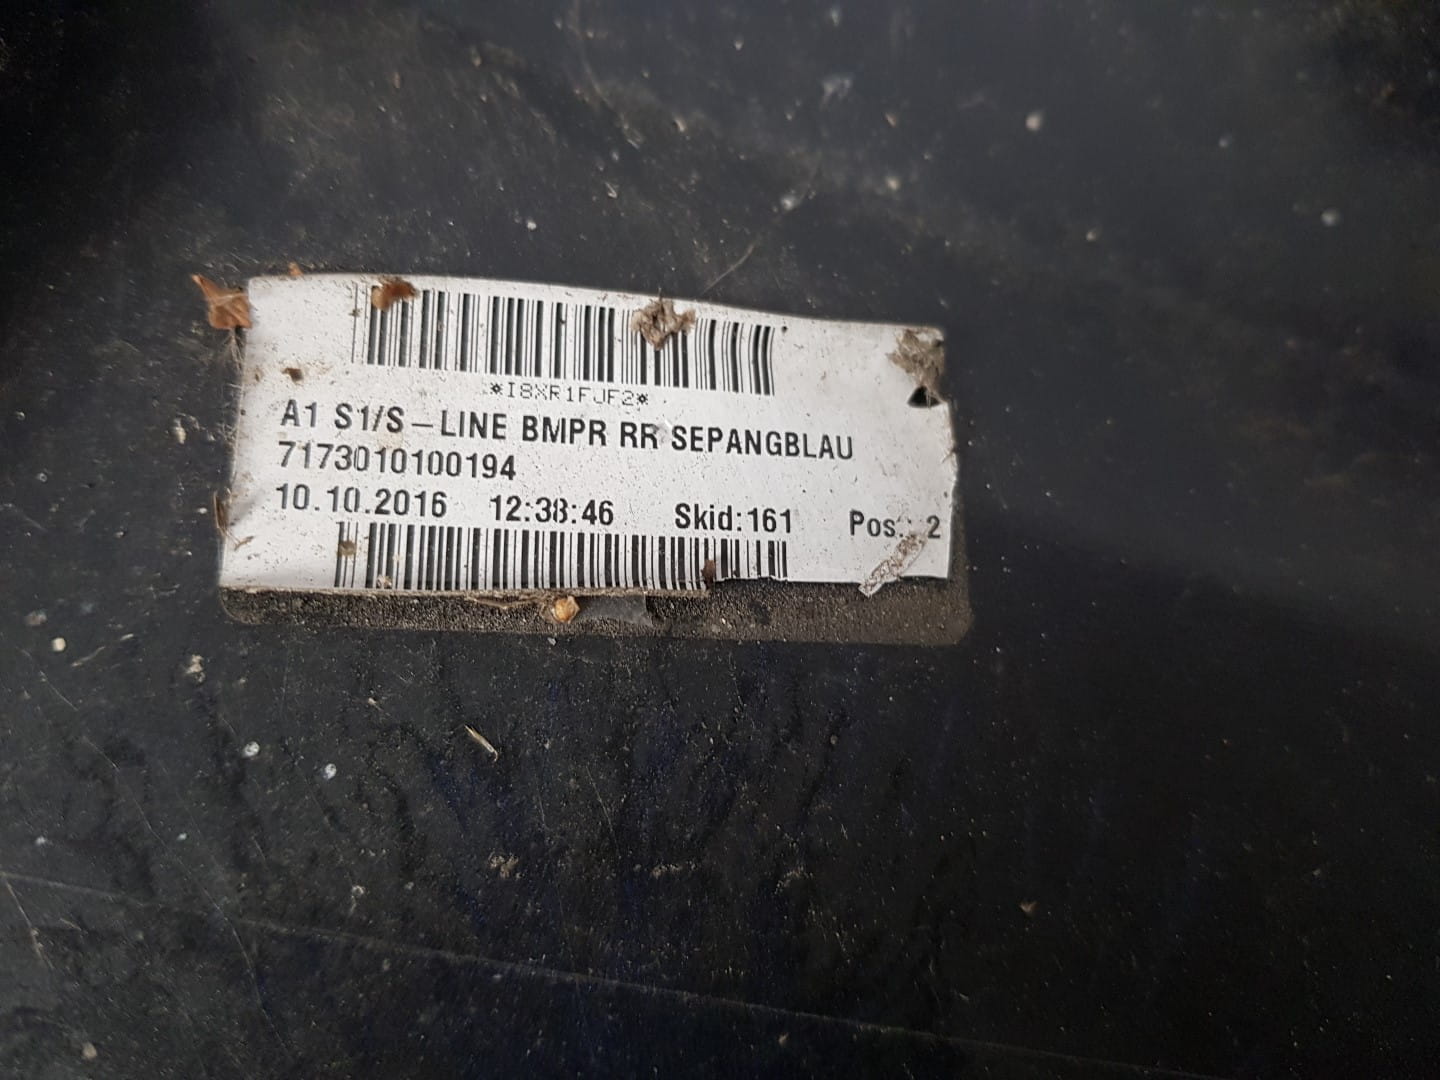 *I8XR1FJF2*
A1 S1/S-LINE BMPR RR SEPANGBLAU
7173010100194
10.10.2016 12:38:46 Skid:161 Pos.: 2